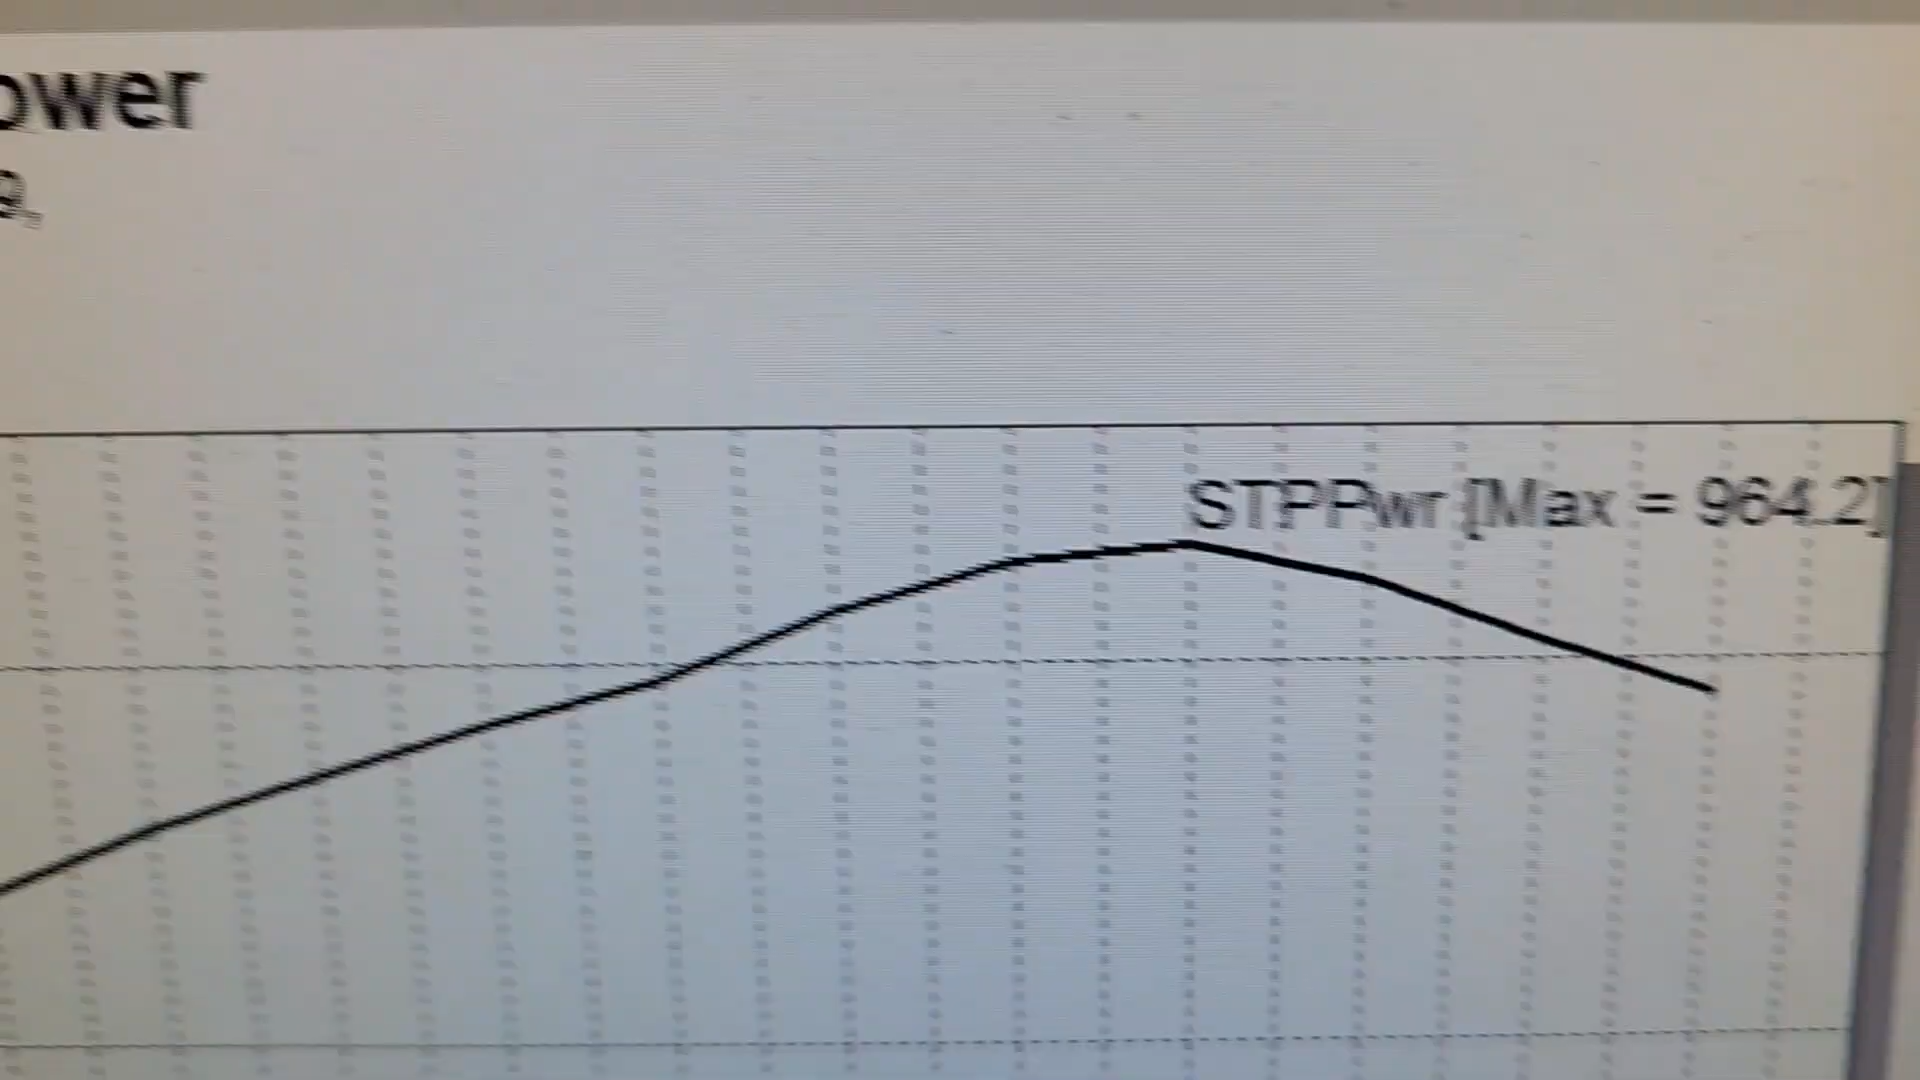 ower
STPPwr [Max = 964.2]